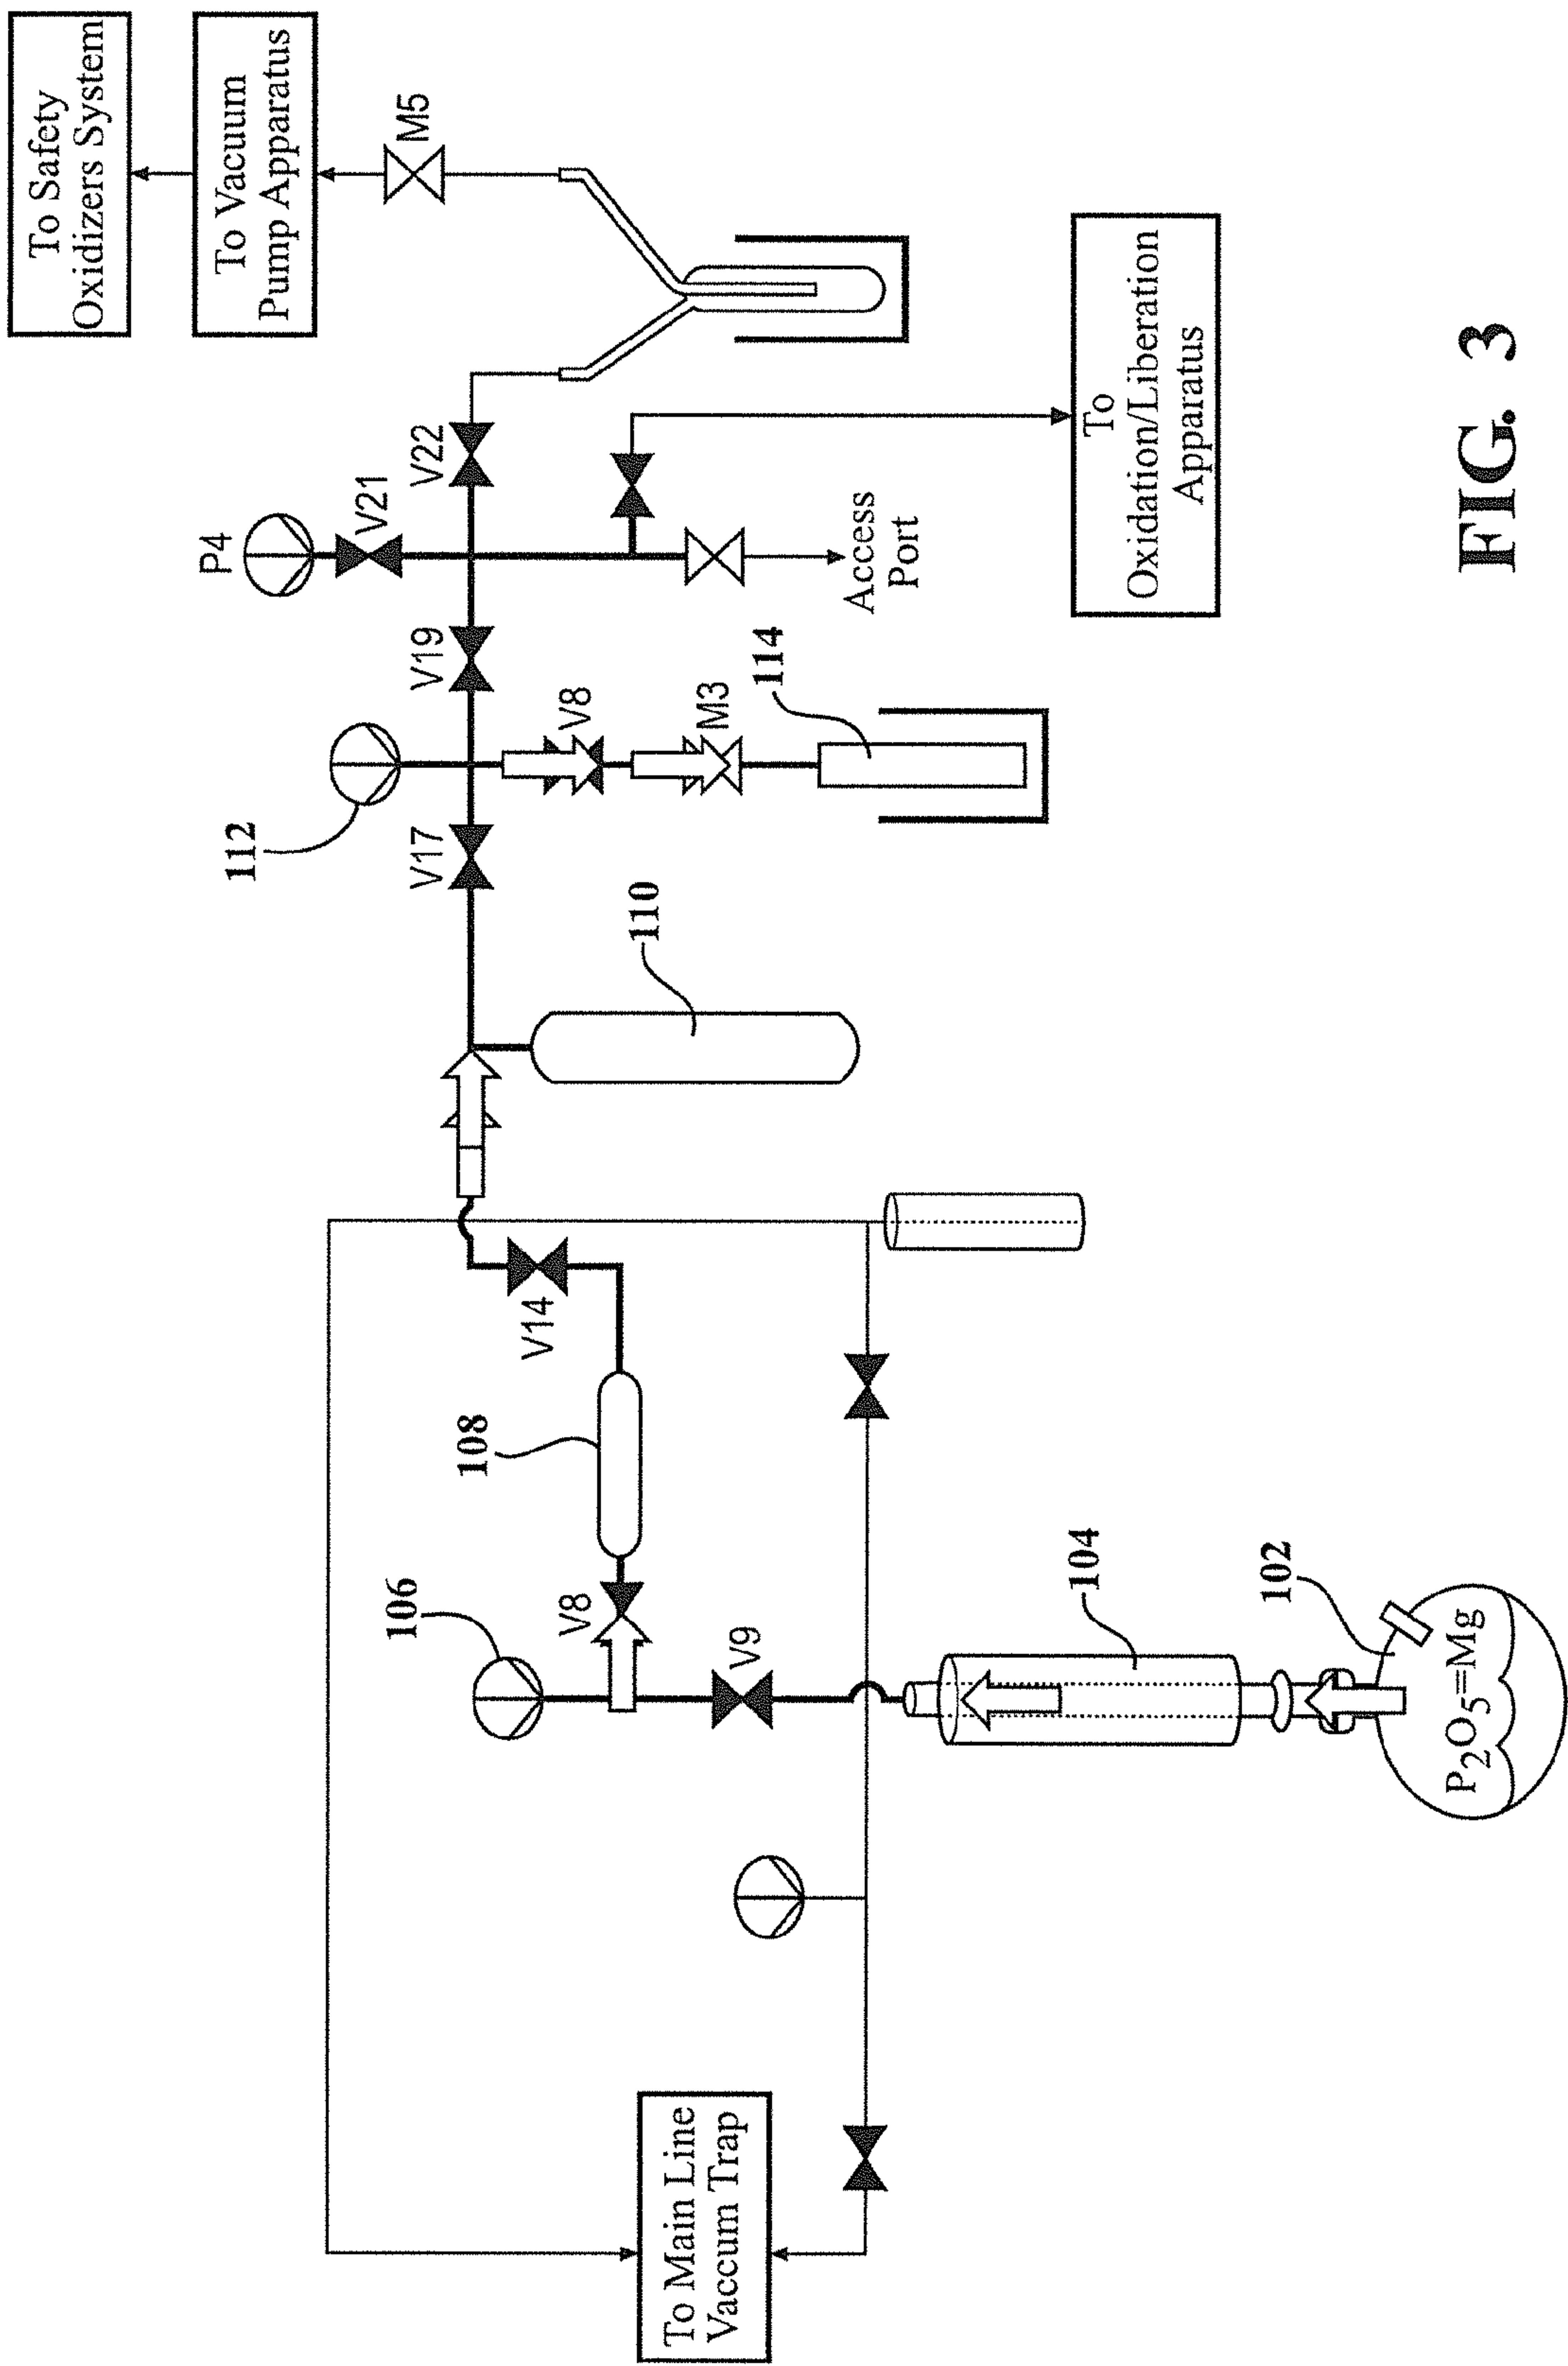 To Safety
Oxidizers System
To Vacuum
Pump Apparatus
M5
P4
V21
V22
V19
V8
M3
114
112
V17
Access
Port
To
Oxidation/Liberation
Apparatus
110
V14
108
106
V8
V9
104
102
P2O5=Mg
To Main Line
Vaccum Trap
FIG. 3